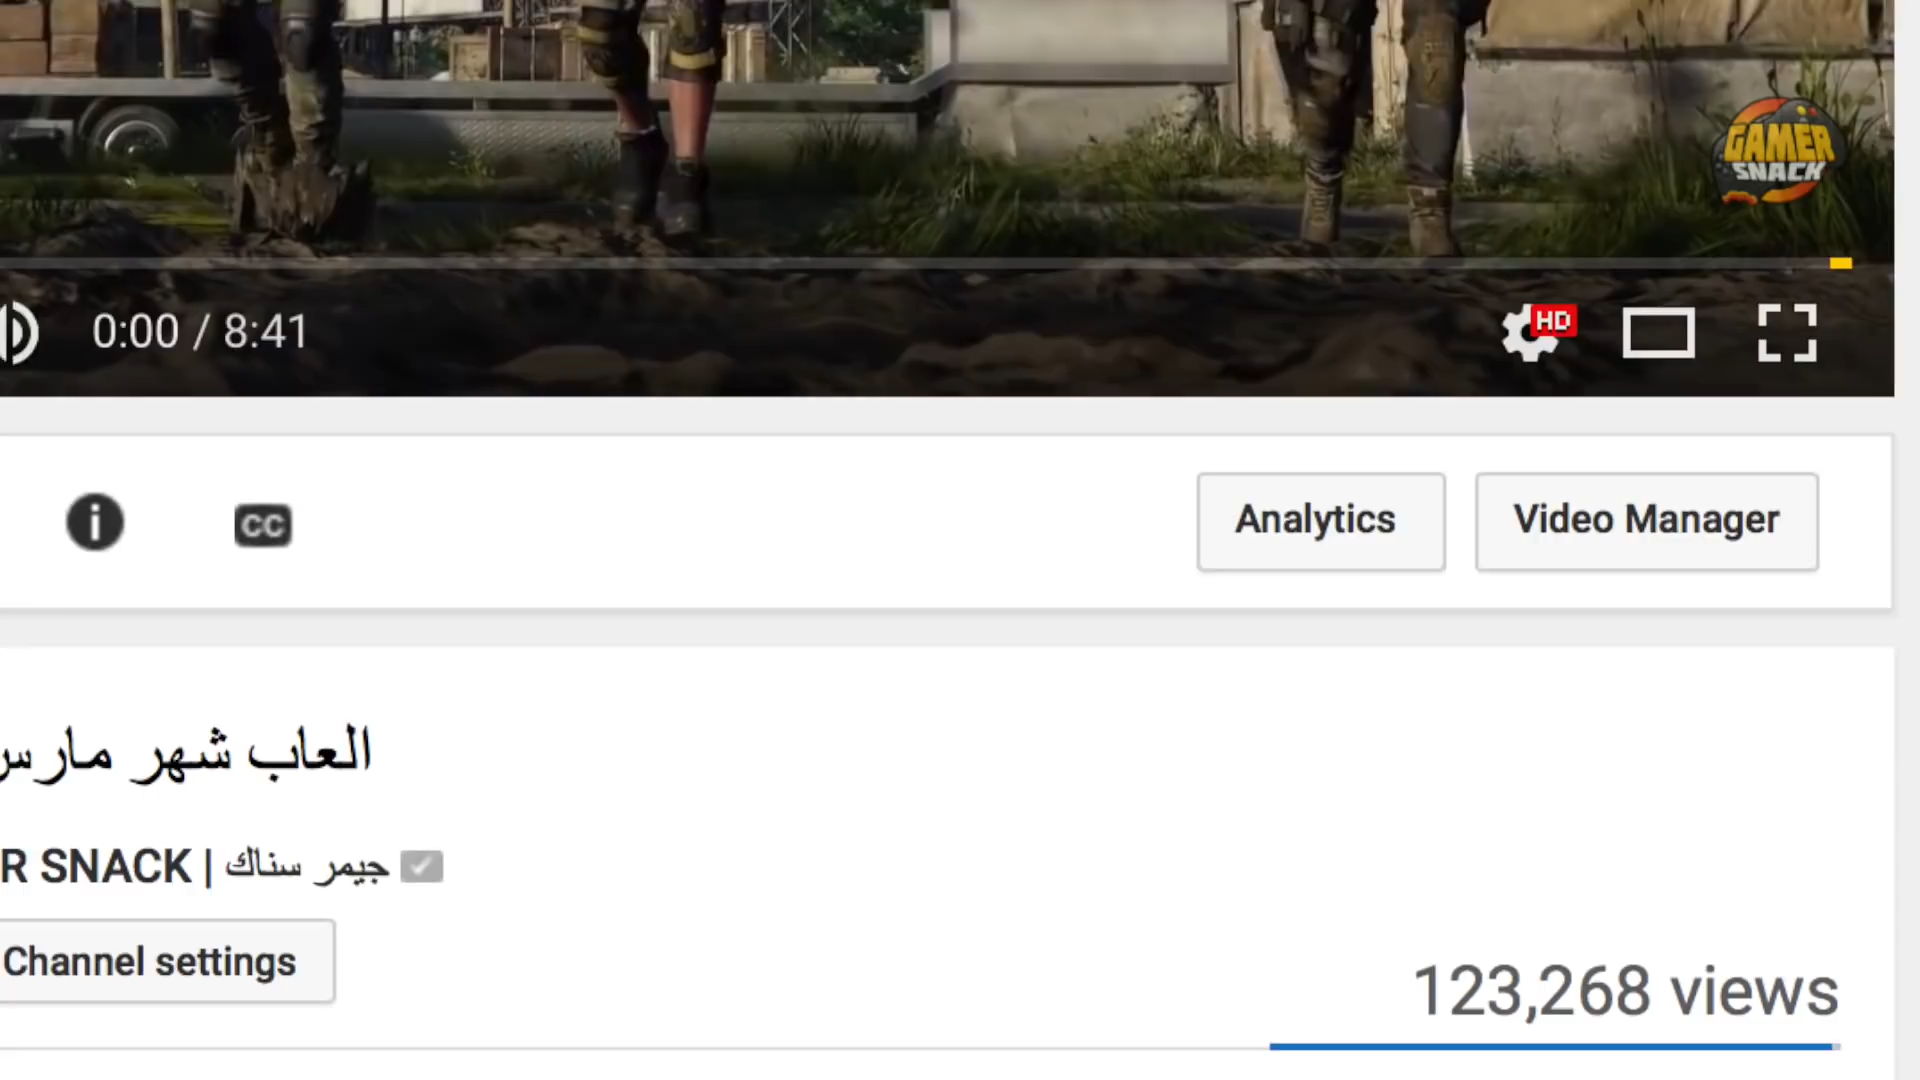 GAMER
SNACK
0:00 / 8:41
HD
CC
Analytics
Video Manager
العاب شهر مارس
R SNACK | جيمر سناك
Channel settings
123,268 views